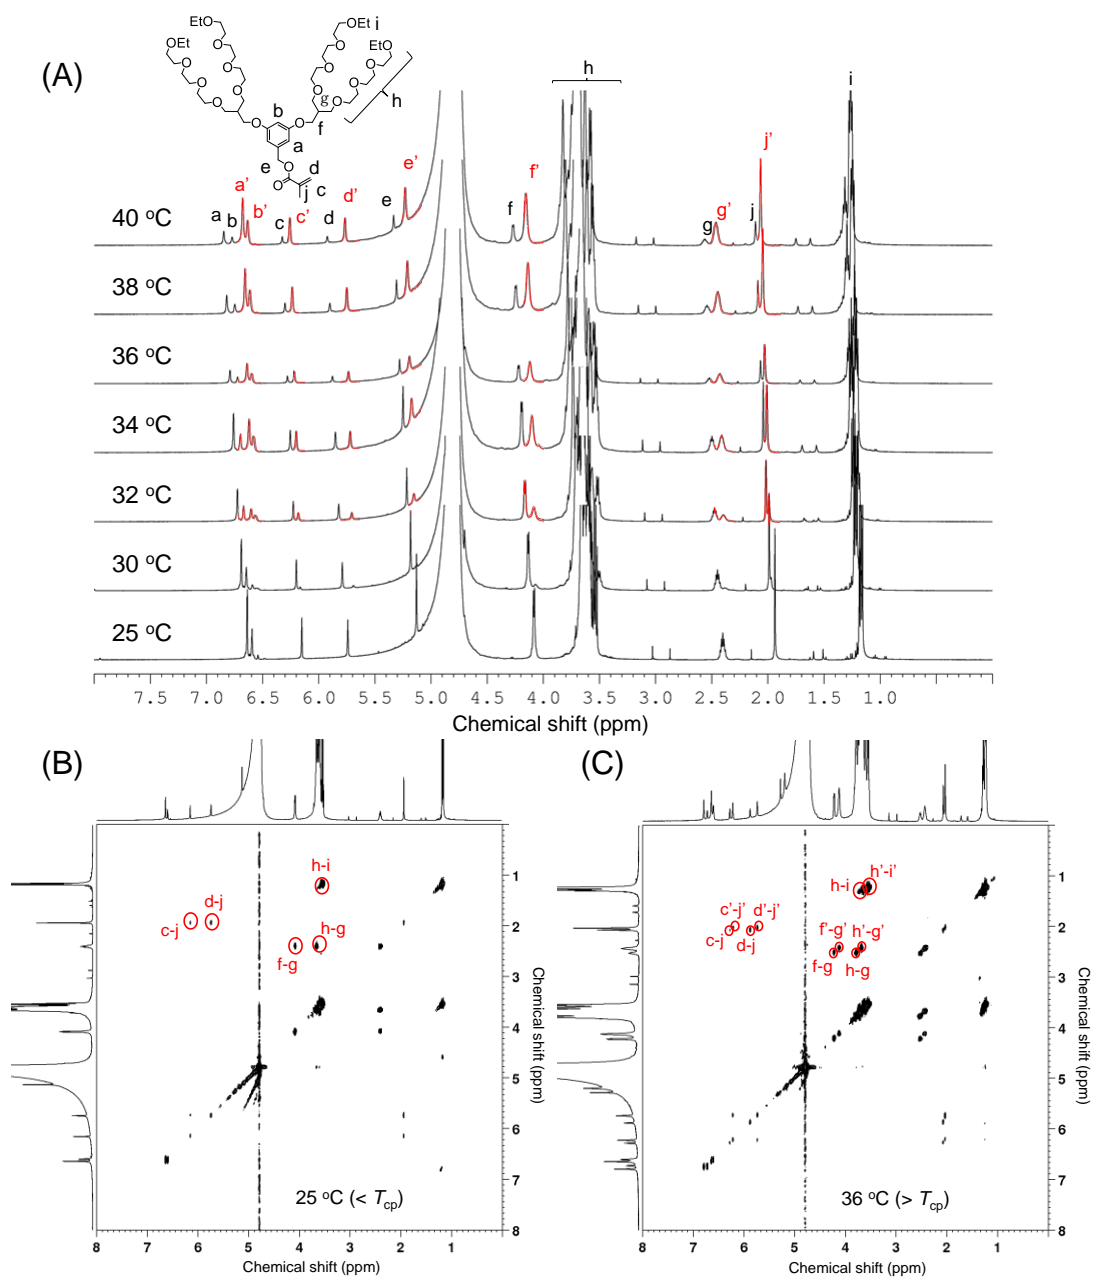 (A)
EtO
OEt
i
OEt
OEt
O
O
O
O
O
O
O
O
O
O
O
O
g
h
b
O
O
f
a
e
O
d
O
c
j
h
i
a
b
a'
b'
c
c'
d
d'
e
e'
f
f'
g
g'
j
j'
40 °C
38 °C
36 °C
34 °C
32 °C
30 °C
25 °C
7.5 7.0 6.5 6.0 5.5 5.0 4.5 4.0 3.5 3.0 2.5 2.0 1.5 1.0
Chemical shift (ppm)
(B)
h-i
d-j
c-j
h-g
f-g
1
2
3
4
5
6
7
8
Chemical shift (ppm)
25 °C (< Tcp)
8 7 6 5 4 3 2 1
Chemical shift (ppm)
(C)
h-i
h'-i'
c'-j'
d'-j'
c-j
d-j
f'-g'
h'-g'
f-g
h-g
1
2
3
4
5
6
7
8
Chemical shift (ppm)
36 °C (> Tcp)
8 7 6 5 4 3 2 1
Chemical shift (ppm)